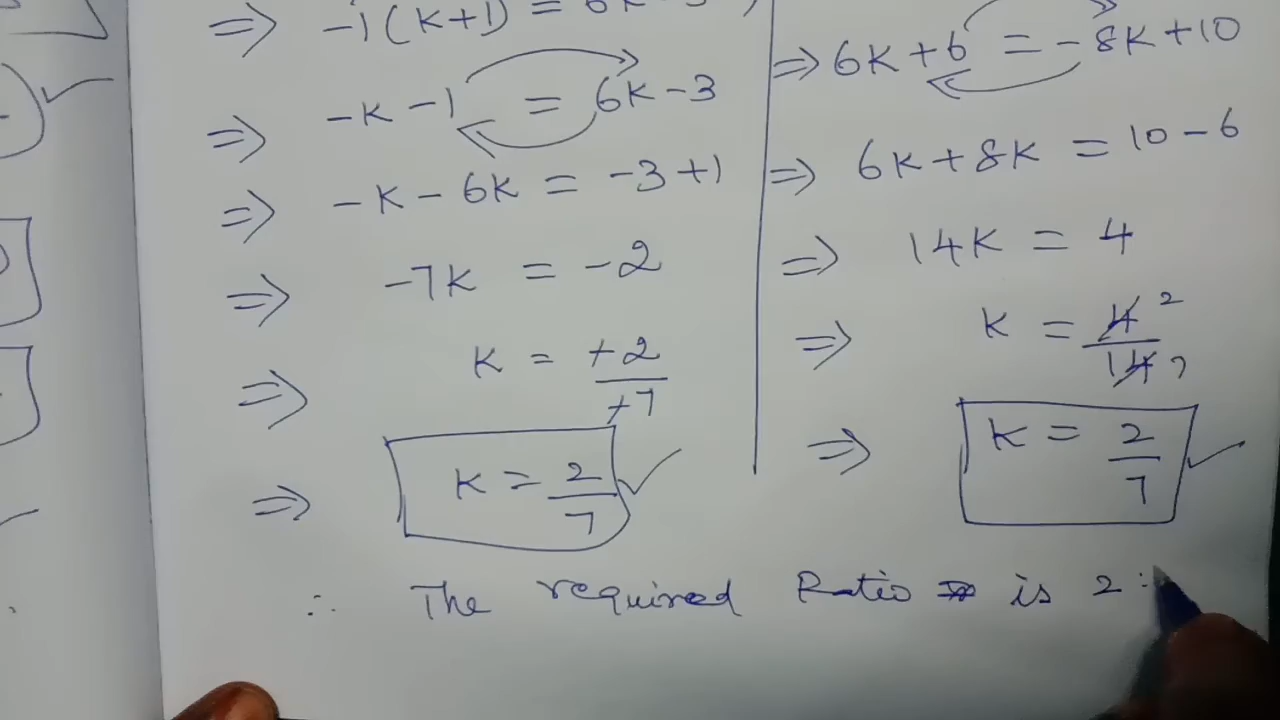 ⇒ -1(K+1) = 6K-3
⇒ -K -1 = 6K -3
⇒ -K - 6K = -3+1
⇒ -7K = -2
⇒ K = +2/+7
⇒ K = 2/7 ✓
⇒ 6K+6 = -8K+10
⇒ 6K+8K = 10-6
⇒ 14K = 4
⇒ K = 4/14 2 7
⇒ K = 2/7 ✓
∴ The required Ratio is 2 :